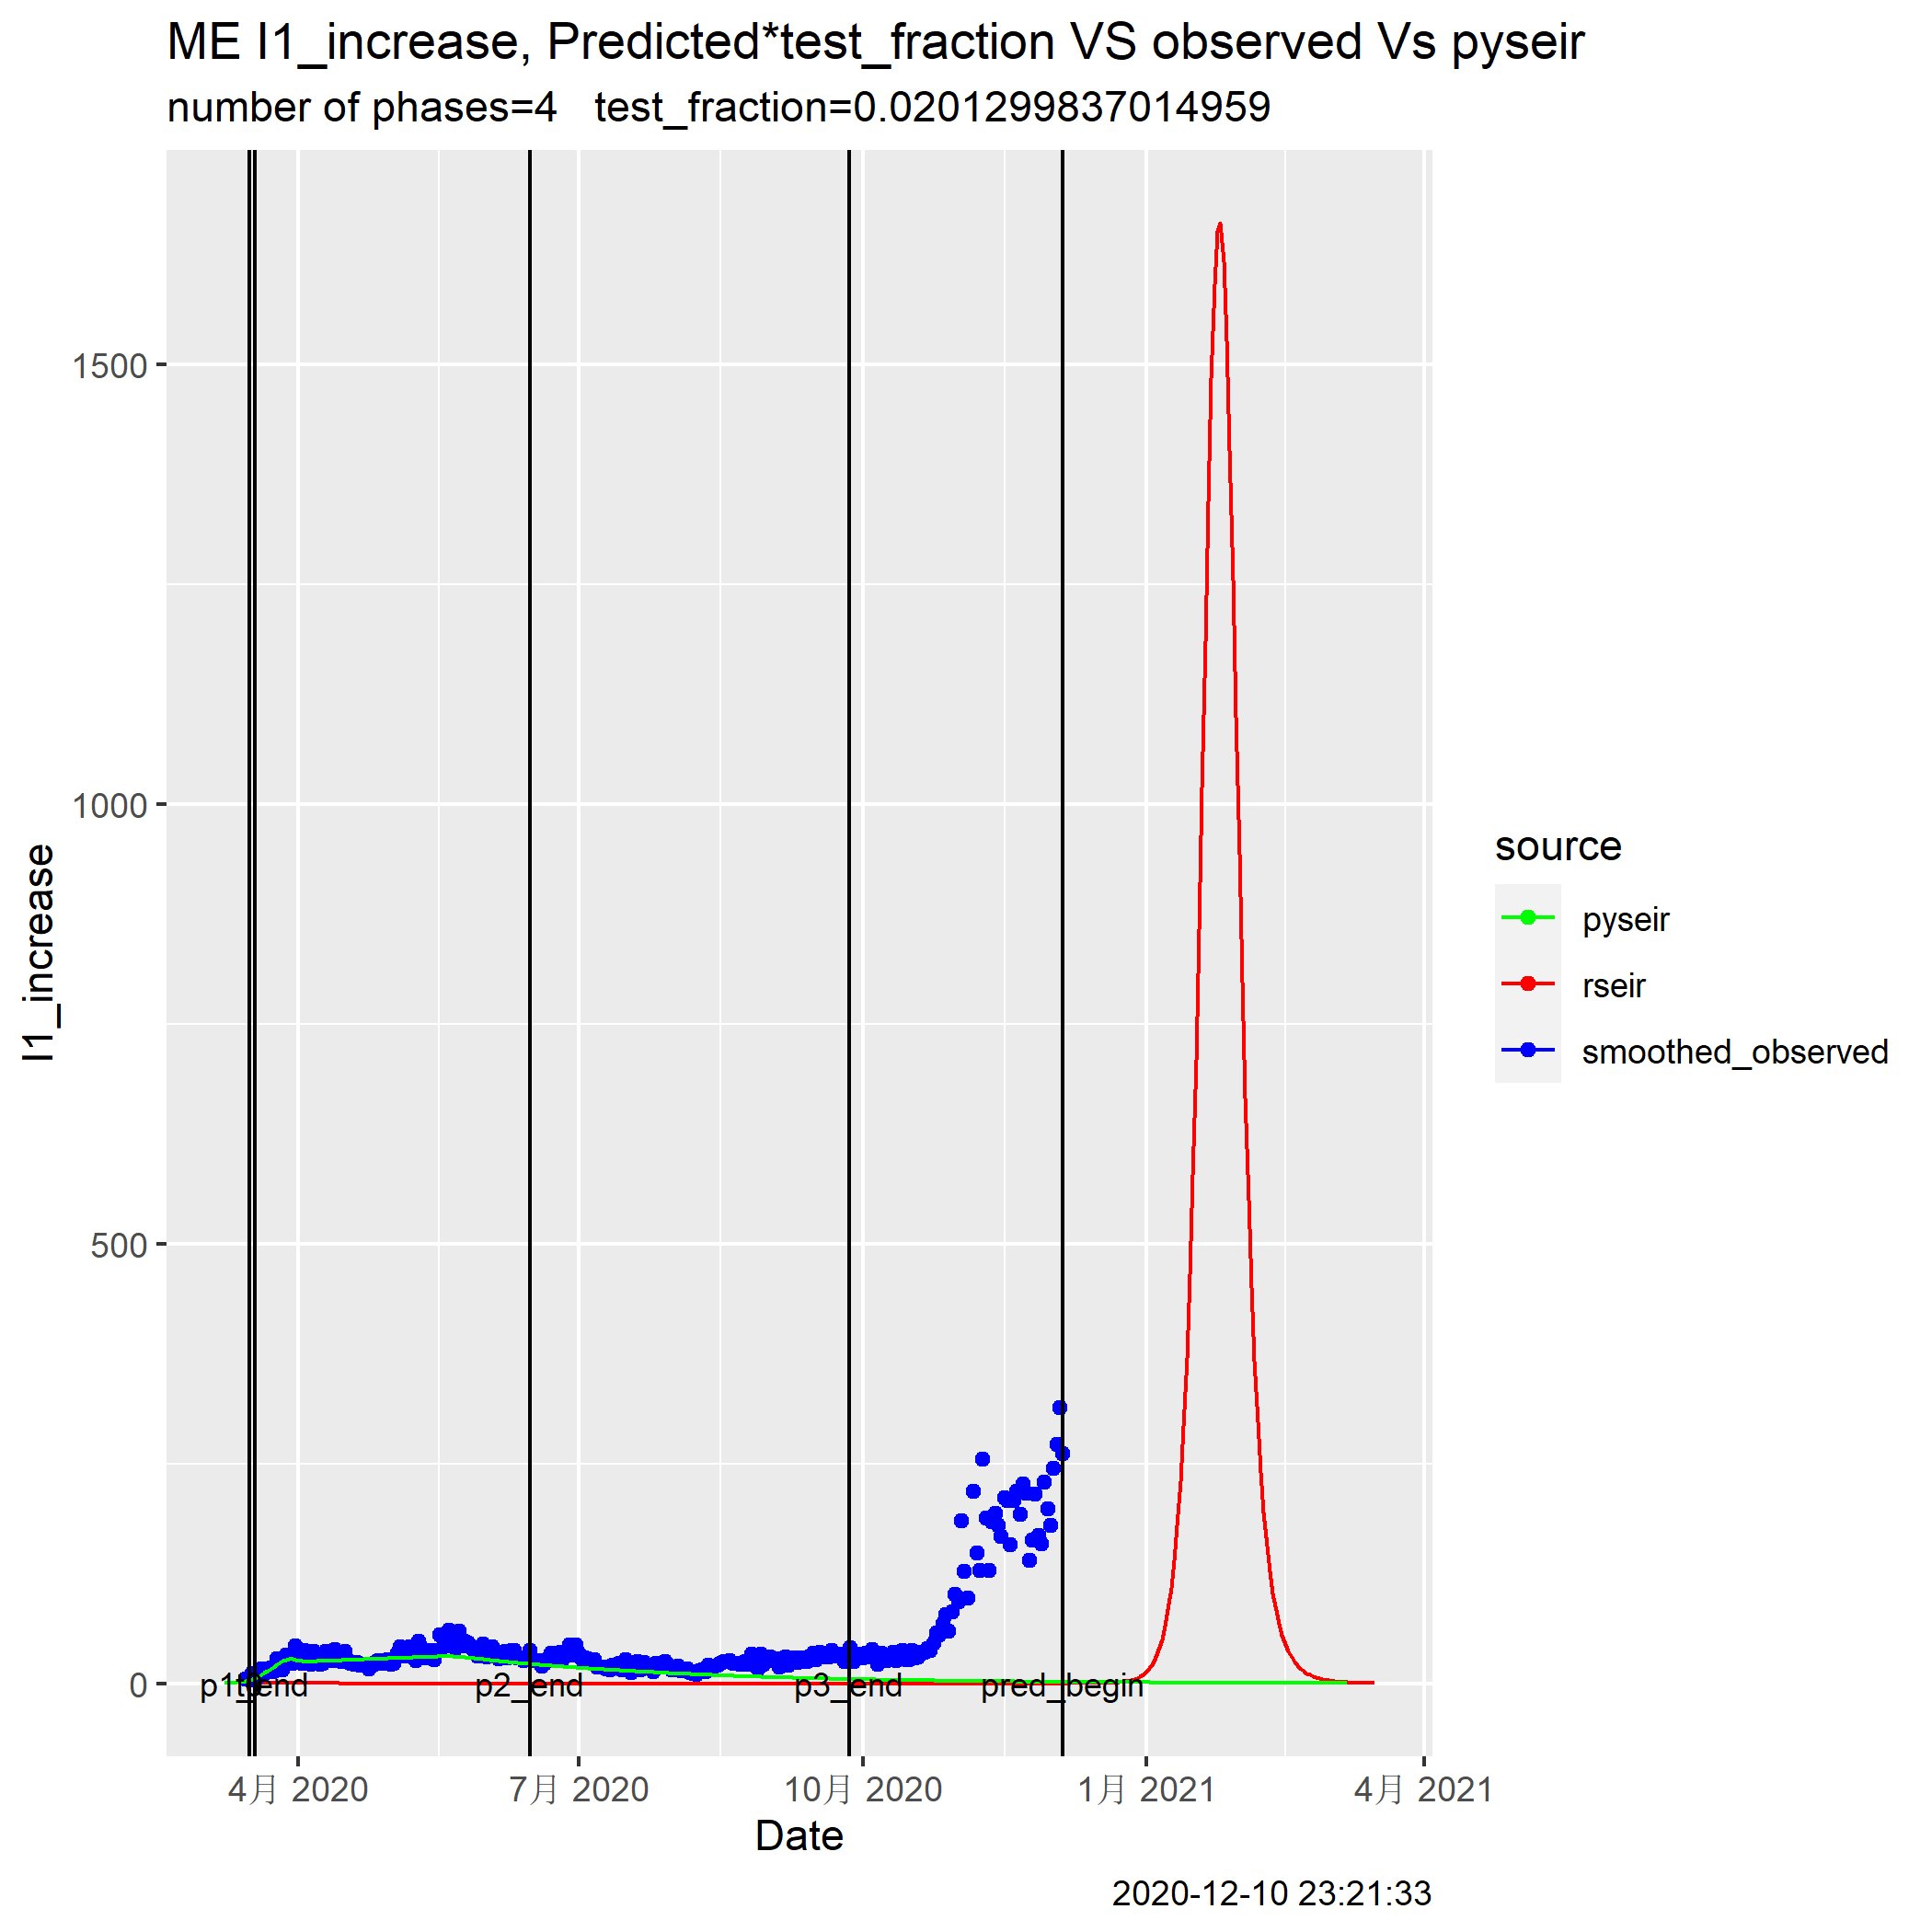 ME I1_increase, Predicted*test_fraction VS observed Vs pyseir
number of phases=4 test_fraction=0.0201299837014959
I1_increase
1500
1000
500
0
p2_end
p3_end
pred_begin
4月 2020
7月 2020
10月 2020
1月 2021
4月 2021
Date
source
pyseir
rseir
smoothed_observed
2020-12-10 23:21:33